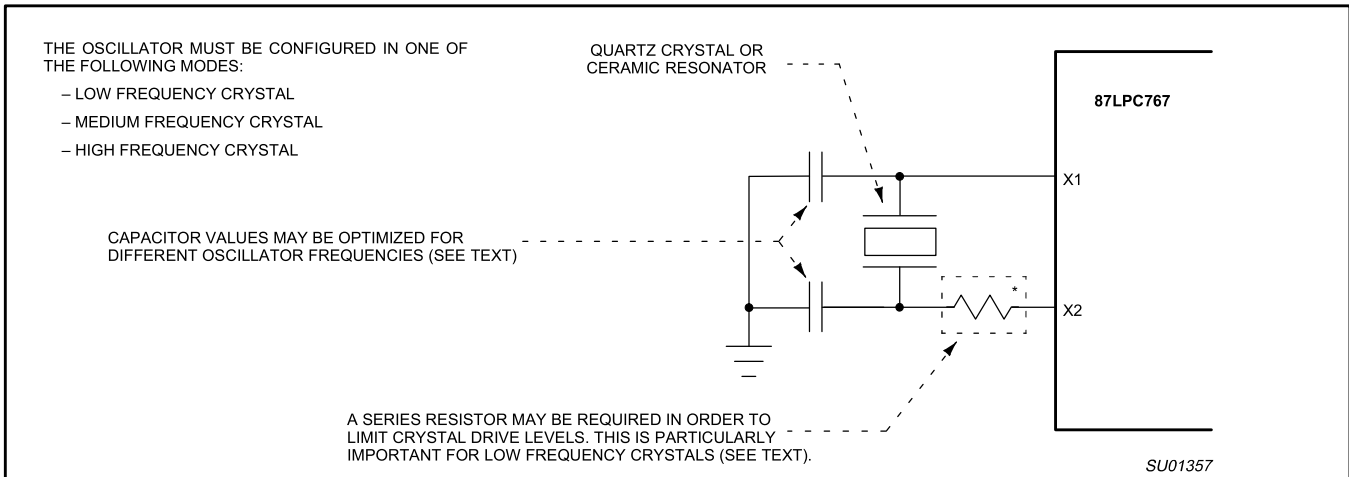 THE OSCILLATOR MUST BE CONFIGURED IN ONE OF
THE FOLLOWING MODES:
– LOW FREQUENCY CRYSTAL
– MEDIUM FREQUENCY CRYSTAL
– HIGH FREQUENCY CRYSTAL
QUARTZ CRYSTAL OR
CERAMIC RESONATOR
87LPC767
X1
CAPACITOR VALUES MAY BE OPTIMIZED FOR
DIFFERENT OSCILLATOR FREQUENCIES (SEE TEXT)
*
X2
A SERIES RESISTOR MAY BE REQUIRED IN ORDER TO
LIMIT CRYSTAL DRIVE LEVELS. THIS IS PARTICULARLY
IMPORTANT FOR LOW FREQUENCY CRYSTALS (SEE TEXT).
SU01357